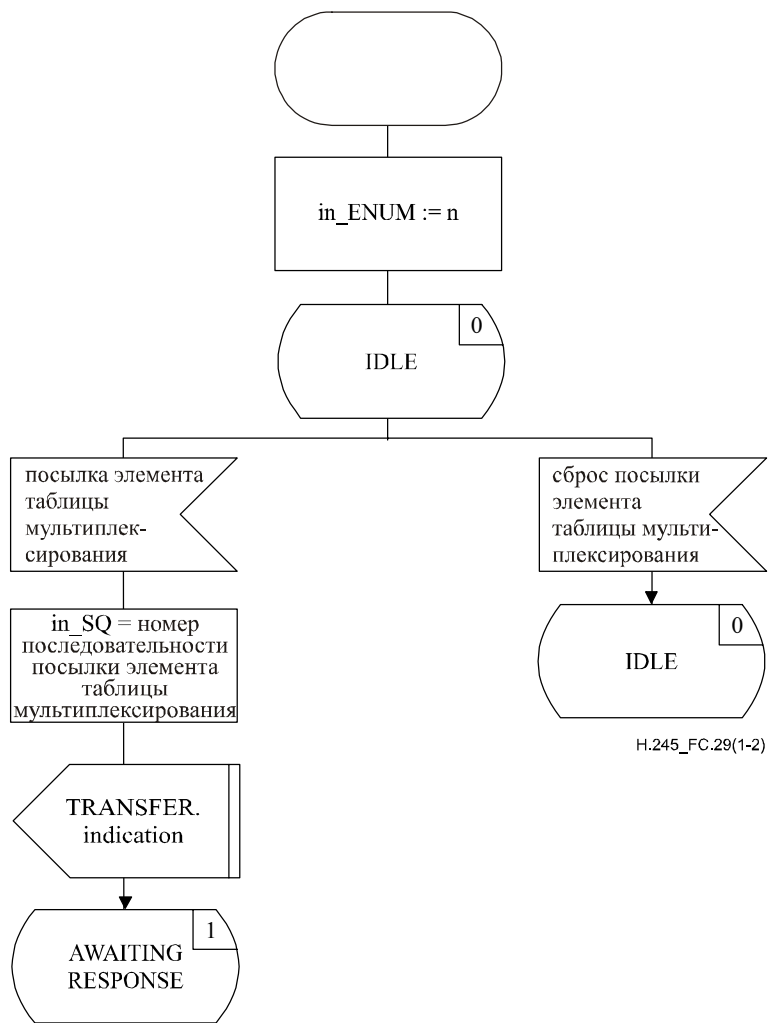 in_ENUM := n
0
IDLE
посылка элемента
таблицы
мультиплек-
сирования
сброс посылки
элемента
таблицы мульти-
плексирования
in_SQ = номер
последовательности
посылки элемента
таблицы
мультиплексирования
0
IDLE
H.245_FC.29(1-2)
TRANSFER.
indication
1
AWAITING
RESPONSE